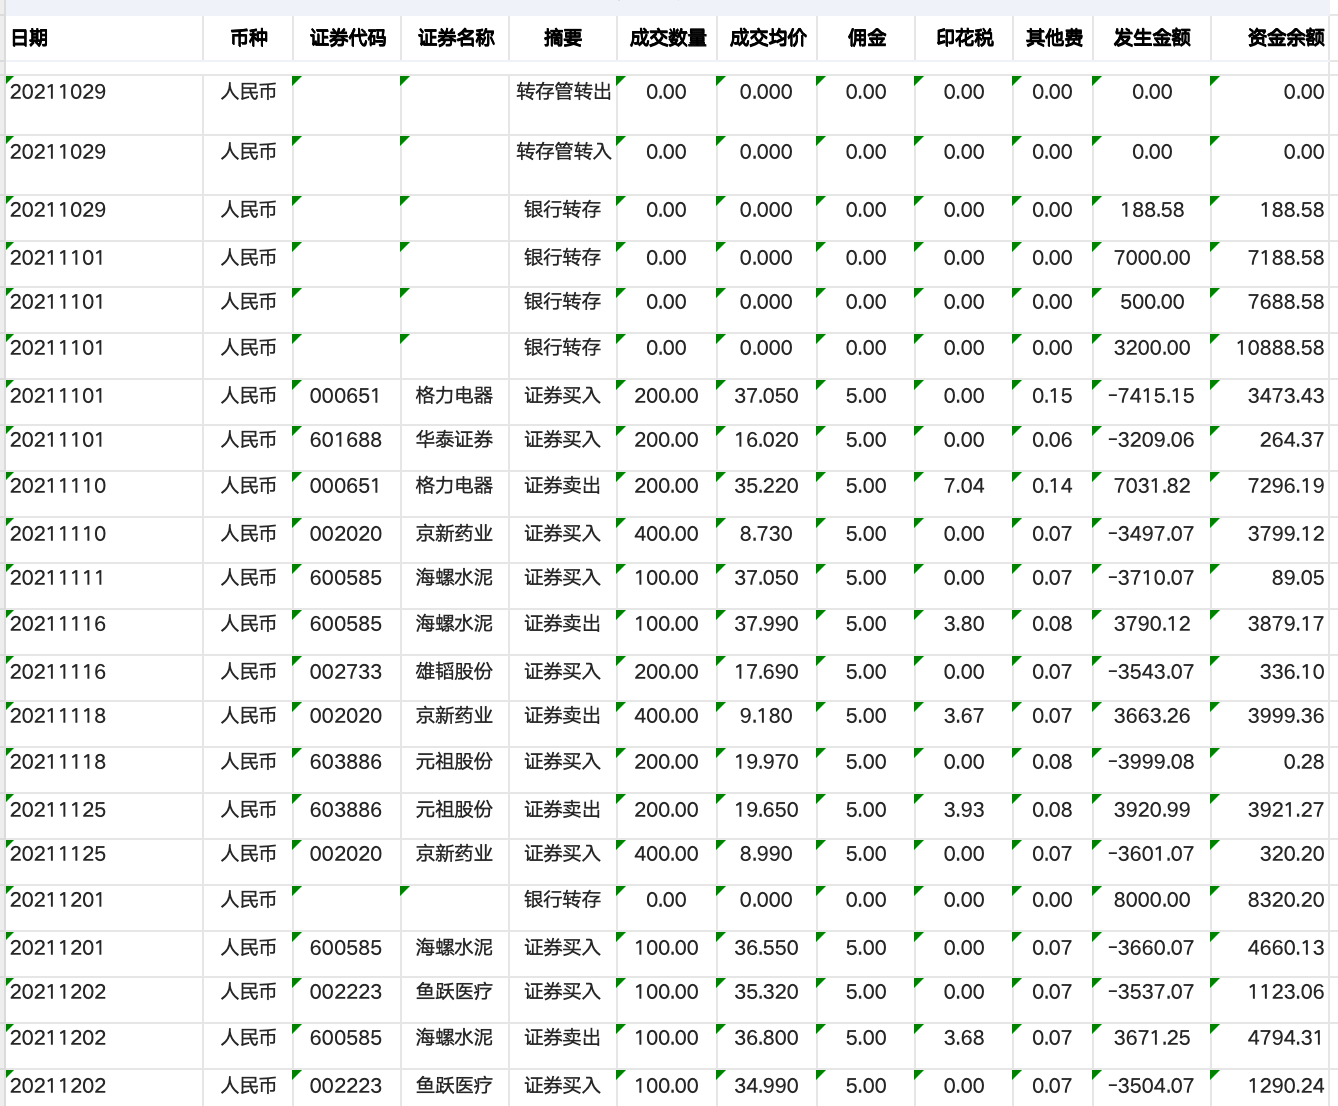 日期 币种 证券代码 证券名称 摘要 成交数量 成交均价 佣金 印花税 其他费 发生金额 资金余额
20211029 人民币 转存管转出 0.00 0.000 0.00 0.00 0.00 0.00 0.00
20211029 人民币 转存管转入 0.00 0.000 0.00 0.00 0.00 0.00 0.00
20211029 人民币 银行转存 0.00 0.000 0.00 0.00 0.00 188.58 188.58
20211101 人民币 银行转存 0.00 0.000 0.00 0.00 0.00 7000.00 7188.58
20211101 人民币 银行转存 0.00 0.000 0.00 0.00 0.00 500.00 7688.58
20211101 人民币 银行转存 0.00 0.000 0.00 0.00 0.00 3200.00 10888.58
20211101 人民币 000651 格力电器 证券买入 200.00 37.050 5.00 0.00 0.15 -7415.15 3473.43
20211101 人民币 601688 华泰证券 证券买入 200.00 16.020 5.00 0.00 0.06 -3209.06 264.37
20211110 人民币 000651 格力电器 证券卖出 200.00 35.220 5.00 7.04 0.14 7031.82 7296.19
20211110 人民币 002020 京新药业 证券买入 400.00 8.730 5.00 0.00 0.07 -3497.07 3799.12
20211111 人民币 600585 海螺水泥 证券买入 100.00 37.050 5.00 0.00 0.07 -3710.07 89.05
20211116 人民币 600585 海螺水泥 证券卖出 100.00 37.990 5.00 3.80 0.08 3790.12 3879.17
20211116 人民币 002733 雄韬股份 证券买入 200.00 17.690 5.00 0.00 0.07 -3543.07 336.10
20211118 人民币 002020 京新药业 证券卖出 400.00 9.180 5.00 3.67 0.07 3663.26 3999.36
20211118 人民币 603886 元祖股份 证券买入 200.00 19.970 5.00 0.00 0.08 -3999.08 0.28
20211125 人民币 603886 元祖股份 证券卖出 200.00 19.650 5.00 3.93 0.08 3920.99 3921.27
20211125 人民币 002020 京新药业 证券买入 400.00 8.990 5.00 0.00 0.07 -3601.07 320.20
20211201 人民币 银行转存 0.00 0.000 0.00 0.00 0.00 8000.00 8320.20
20211201 人民币 600585 海螺水泥 证券买入 100.00 36.550 5.00 0.00 0.07 -3660.07 4660.13
20211202 人民币 002223 鱼跃医疗 证券买入 100.00 35.320 5.00 0.00 0.07 -3537.07 1123.06
20211202 人民币 600585 海螺水泥 证券卖出 100.00 36.800 5.00 3.68 0.07 3671.25 4794.31
20211202 人民币 002223 鱼跃医疗 证券买入 100.00 34.990 5.00 0.00 0.07 -3504.07 1290.24